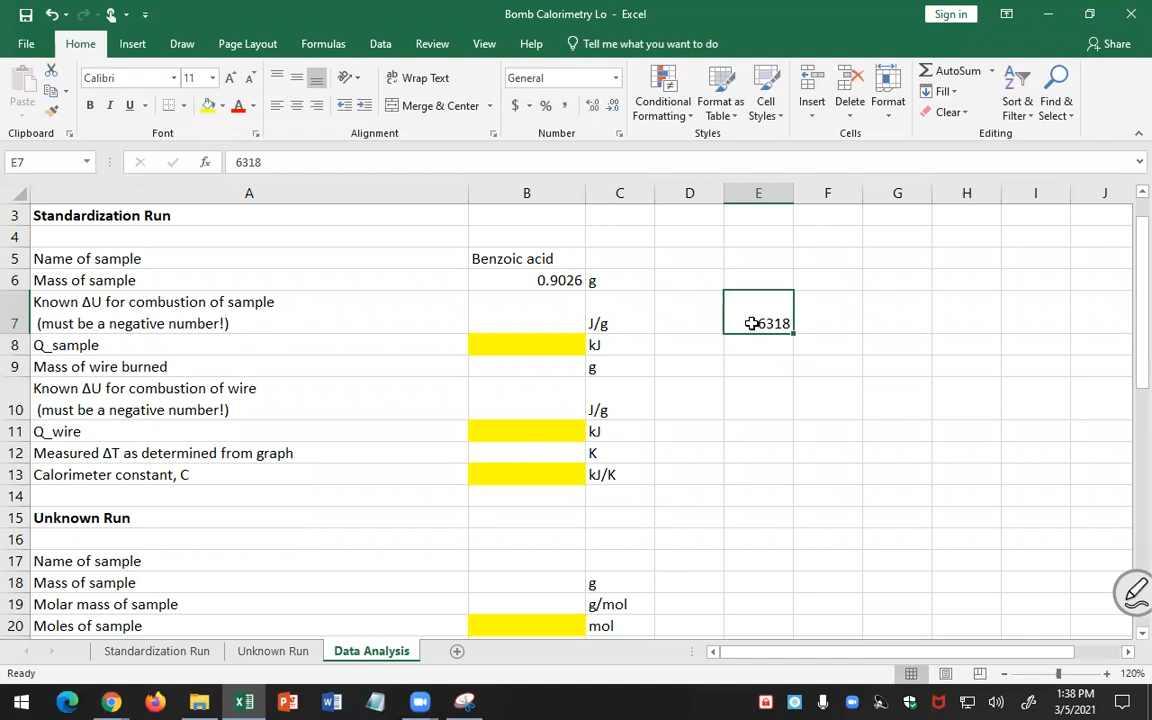 Bomb Calorimetry Lo - Excel
Sign in
File Home Insert Draw Page Layout Formulas Data Review View Help Tell me what you want to do Share
Paste
Calibri 11
B I U
Wrap Text
Merge & Center
General
$ % ,
Conditional Formatting
Format as Table
Cell Styles
Insert
Delete
Format
AutoSum
Fill
Clear
Sort & Filter
Find & Select
Clipboard Font Alignment Number Styles Cells Editing
E7 fx 6318
A B C D E F G H I J
3 Standardization Run
4
5 Name of sample Benzoic acid
6 Mass of sample 0.9026 g
Known ΔU for combustion of sample
7 (must be a negative number!) J/g 6318
8 Q_sample kJ
9 Mass of wire burned g
Known ΔU for combustion of wire
10 (must be a negative number!) J/g
11 Q_wire kJ
12 Measured ΔT as determined from graph K
13 Calorimeter constant, C kJ/K
14
15 Unknown Run
16
17 Name of sample
18 Mass of sample g
19 Molar mass of sample g/mol
20 Moles of sample mol
Standardization Run Unknown Run Data Analysis
Ready 120%
1:38 PM
3/5/2021